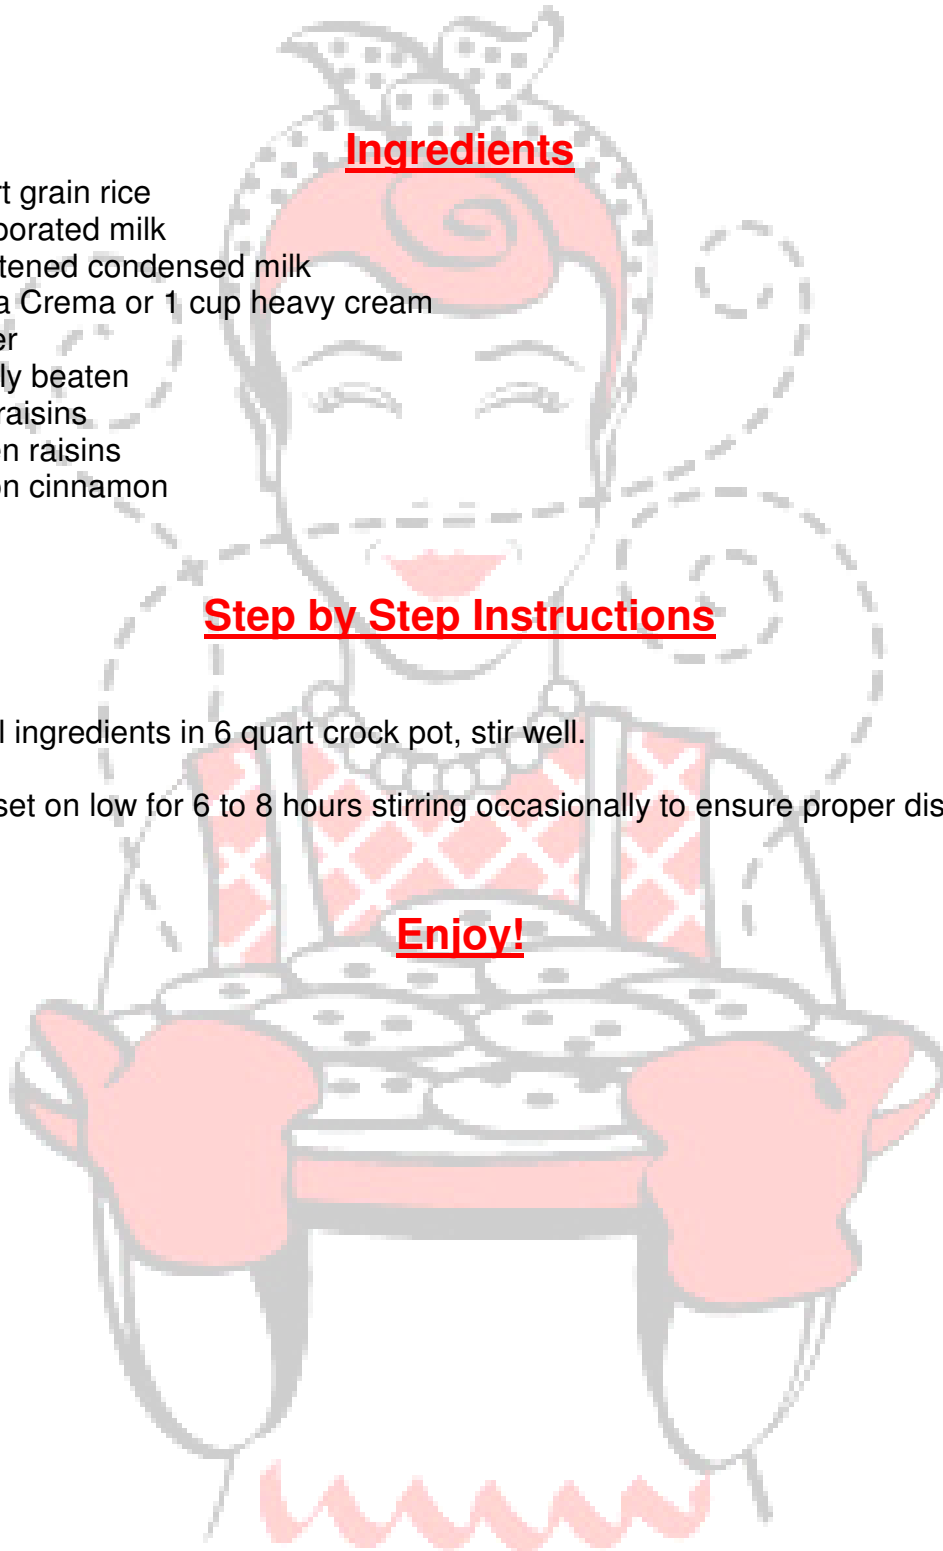 Ingredients
t grain rice
porated milk
tened condensed milk
a Crema or 1 cup heavy cream
er
ly beaten
raisins
n raisins
on cinnamon
Step by Step Instructions
l ingredients in 6 quart crock pot, stir well.
set on low for 6 to 8 hours stirring occasionally to ensure proper dis
Enjoy!